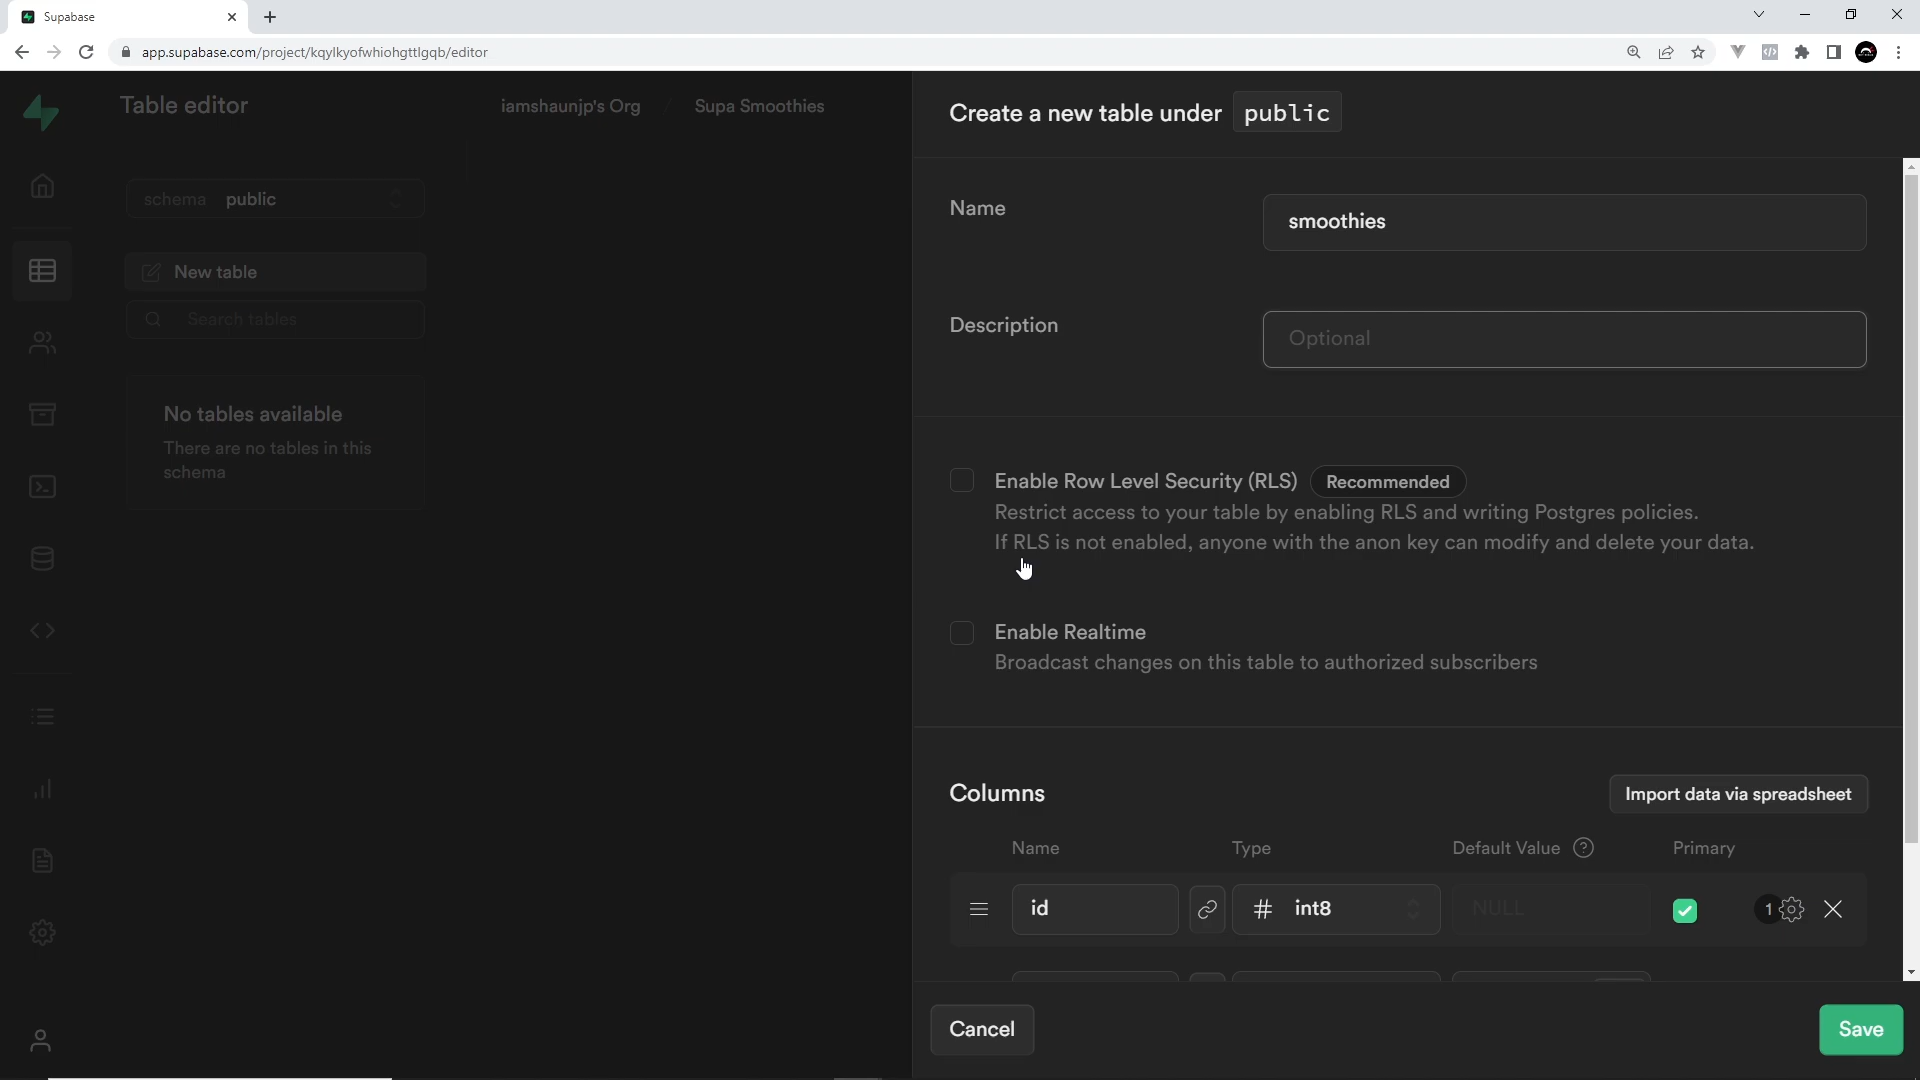 Supabase
app.supabase.com/project/kqylkyofwhiohgttlgqb/editor
Table editor
iamshaunjp's Org / Supa Smoothies
schema public
New table
Search tables
No tables available
There are no tables in this
schema
Create a new table under public
Name
smoothies
Description
Optional
Enable Row Level Security (RLS) Recommended
Restrict access to your table by enabling RLS and writing Postgres policies.
If RLS is not enabled, anyone with the anon key can modify and delete your data.
Enable Realtime
Broadcast changes on this table to authorized subscribers
Columns
Import data via spreadsheet
Name Type Default Value ? Primary
id # int8 NULL 1
Cancel
Save